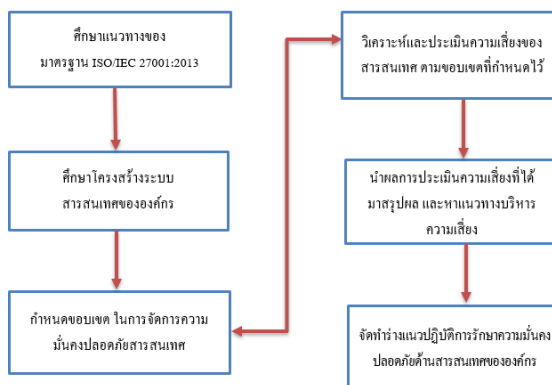 ศึกษาแนวทางของ
มาตรฐาน ISO/IEC 27001:2013
ศึกษาโครงสร้างระบบ
สารสนเทศขององค์กร
กำหนดขอบเขต ในการจัดการความ
มั่นคงปลอดภัยสารสนเทศ
วิเคราะห์และประเมินความเสี่ยงของ
สารสนเทศ ตามขอบเขตที่กำหนดไว้
นำผลการประเมินความเสี่ยงที่ได้
มาสรุปผล และหาแนวทางบริหาร
ความเสี่ยง
จัดทำร่างแนวปฏิบัติการรักษาความมั่นคง
ปลอดภัยด้านสารสนเทศขององค์กร